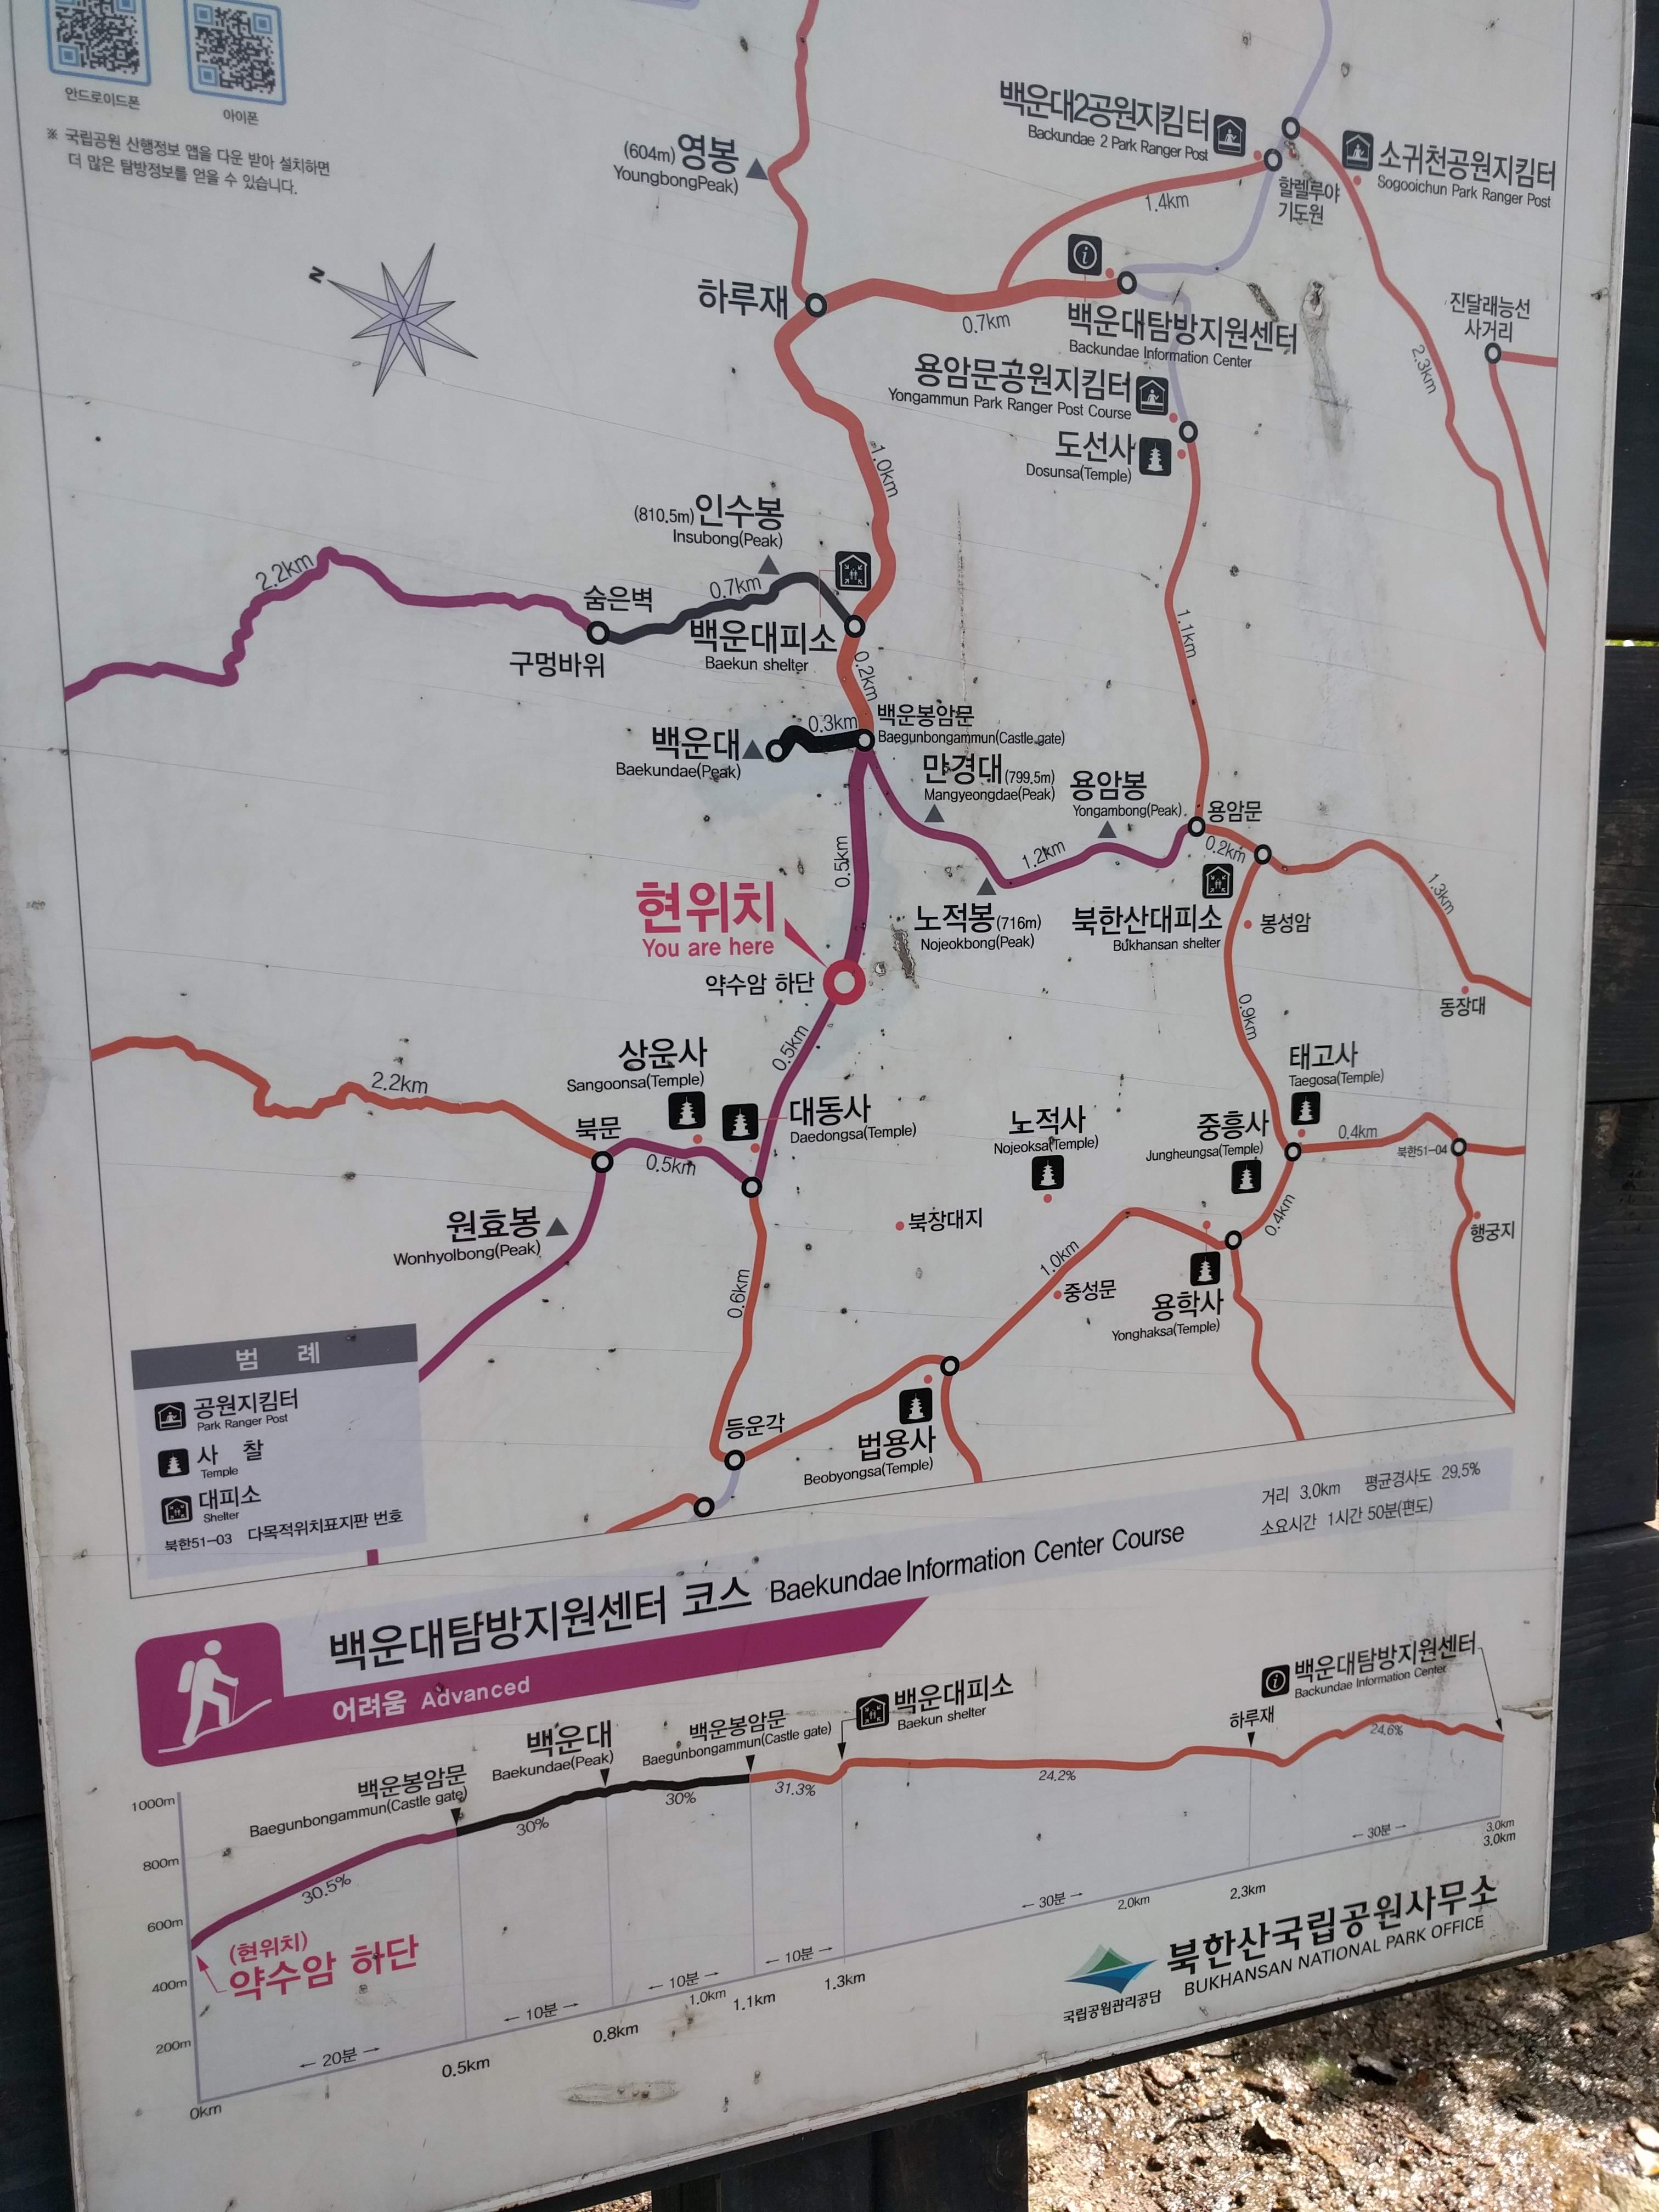 안드로이드폰
아이폰
※ 국립공원 산행정보 앱을 다운 받아 설치하면
더 많은 탐방정보를 얻을 수 있습니다.
N
(604m) 영봉
YoungbongPeak)
백운대2공원지킴터
Backundae 2 Park Ranger Post
소귀천공원지킴터
Sogooichun Park Ranger Post
할렐루야
기도원
1.4km
하루재
0.7km
백운대탐방지원센터
Backundae Information Center
진달래능선
사거리
2.3km
용암문공원지킴터
Yongammun Park Ranger Post Course
도선사
Dosunsa(Temple)
1.0km
(810.5m) 인수봉
Insubong(Peak)
2.2km
숨은벽
0.7km
구멍바위
백운대피소
Baekun shelter
1.1km
0.2km
백운봉암문
Baegunbongammun(Castle gate)
0.3km
백운대
Baekundae(Peak)
만경대(799.5m)
Mangyeongdae(Peak)
용암봉
Yongambong(Peak)
용암문
0.2km
0.5km
1.2km
1.3km
현위치
You are here
노적봉(716m)
Nojeokbong(Peak)
북한산대피소
Bukhansan shelter
봉성암
약수암 하단
동장대
0.9km
0.5km
상운사
Sangoonsa(Temple)
2.2km
태고사
Taegosa(Temple)
대동사
Daedongsa(Temple)
노적사
Nojeoksa(Temple)
중흥사
Jungheungsa(Temple)
북문
0.5km
0.4km
북한51-04
원효봉
Wonhyolbong(Peak)
북장대지
0.4km
행궁지
1.0km
중성문
용학사
Yonghaksa(Temple)
0.6km
등운각
법용사
Beobyongsa(Temple)
범 례
공원지킴터
Park Ranger Post
사 찰
Temple
대피소
Shelter
북한51-03 다목적위치표지판 번호
백운대탐방지원센터 코스 Baekundae Information Center Course
거리 3.0km 평균경사도 29.5%
소요시간 1시간 50분(편도)
어려움 Advanced
백운봉암문
Baegunbongammun(Castle gate)
백운대
Baekundae(Peak)
백운봉암문
Baegunbongammun(Castle gate)
백운대피소
Baekun shelter
하루재
백운대탐방지원센터
Backundae Information Center
1000m
800m
600m
400m
200m
0km
30.5%
30%
30%
31.3%
24.2%
24.6%
(현위치)
약수암 하단
← 20분 →
0.5km
← 10분 →
0.8km
← 10분 →
1.0km
1.1km
← 10분 →
1.3km
← 30분 →
2.0km
2.3km
← 30분 →
3.0km
3.0km
국립공원관리공단
북한산국립공원사무소
BUKHANSAN NATIONAL PARK OFFICE